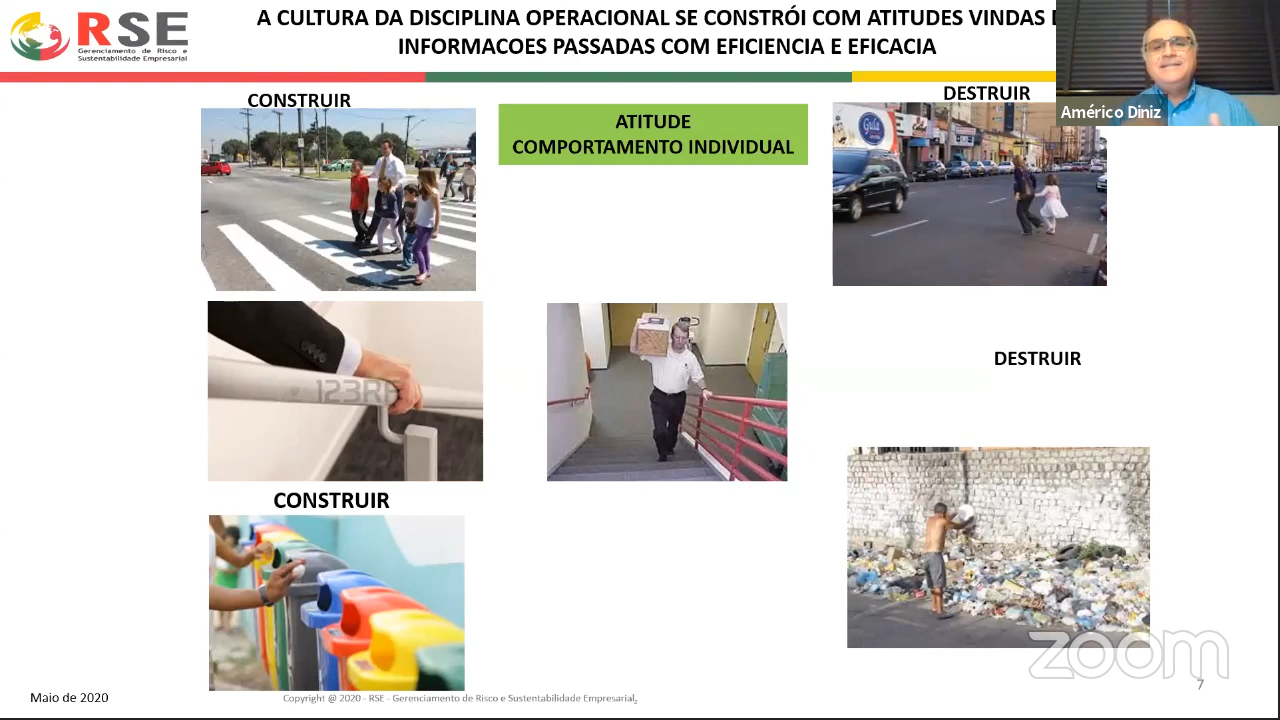 RSE
Gerenciamento de Risco e
Sustentabilidade Empresarial
A CULTURA DA DISCIPLINA OPERACIONAL SE CONSTRÓI COM ATITUDES VINDAS
INFORMACOES PASSADAS COM EFICIENCIA E EFICACIA
Américo Diniz
CONSTRUIR
ATITUDE
COMPORTAMENTO INDIVIDUAL
DESTRUIR
Gula
123RF
DESTRUIR
CONSTRUIR
zoom
Maio de 2020
Copyright @ 2020 - RSE - Gerenciamento de Risco e Sustentabilidade Empresarial,
7